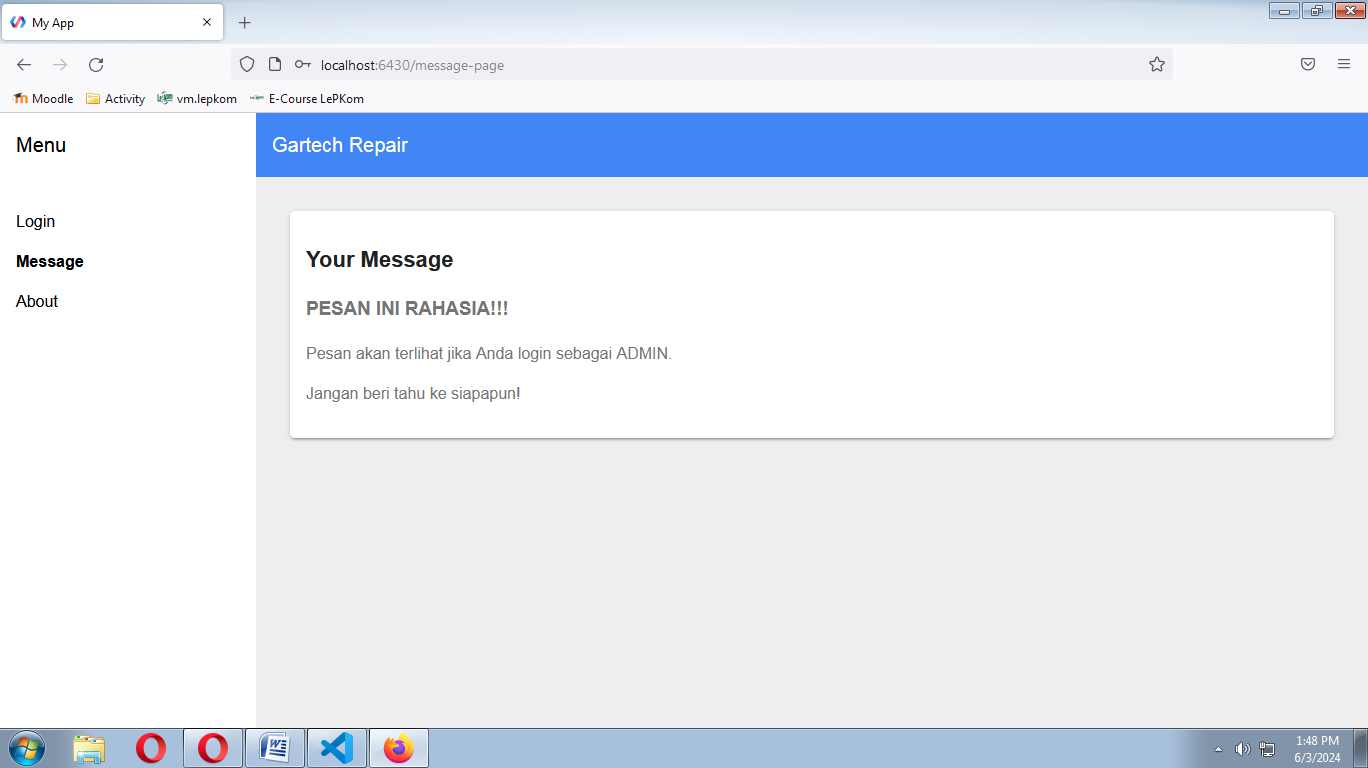 My App
localhost:6430/message-page
Moodle Activity vm.lepkom E-Course LePKom
Menu
Gartech Repair
Login
Message
About
Your Message
PESAN INI RAHASIA!!!
Pesan akan terlihat jika Anda login sebagai ADMIN.
Jangan beri tahu ke siapapun!
1:48 PM
6/3/2024